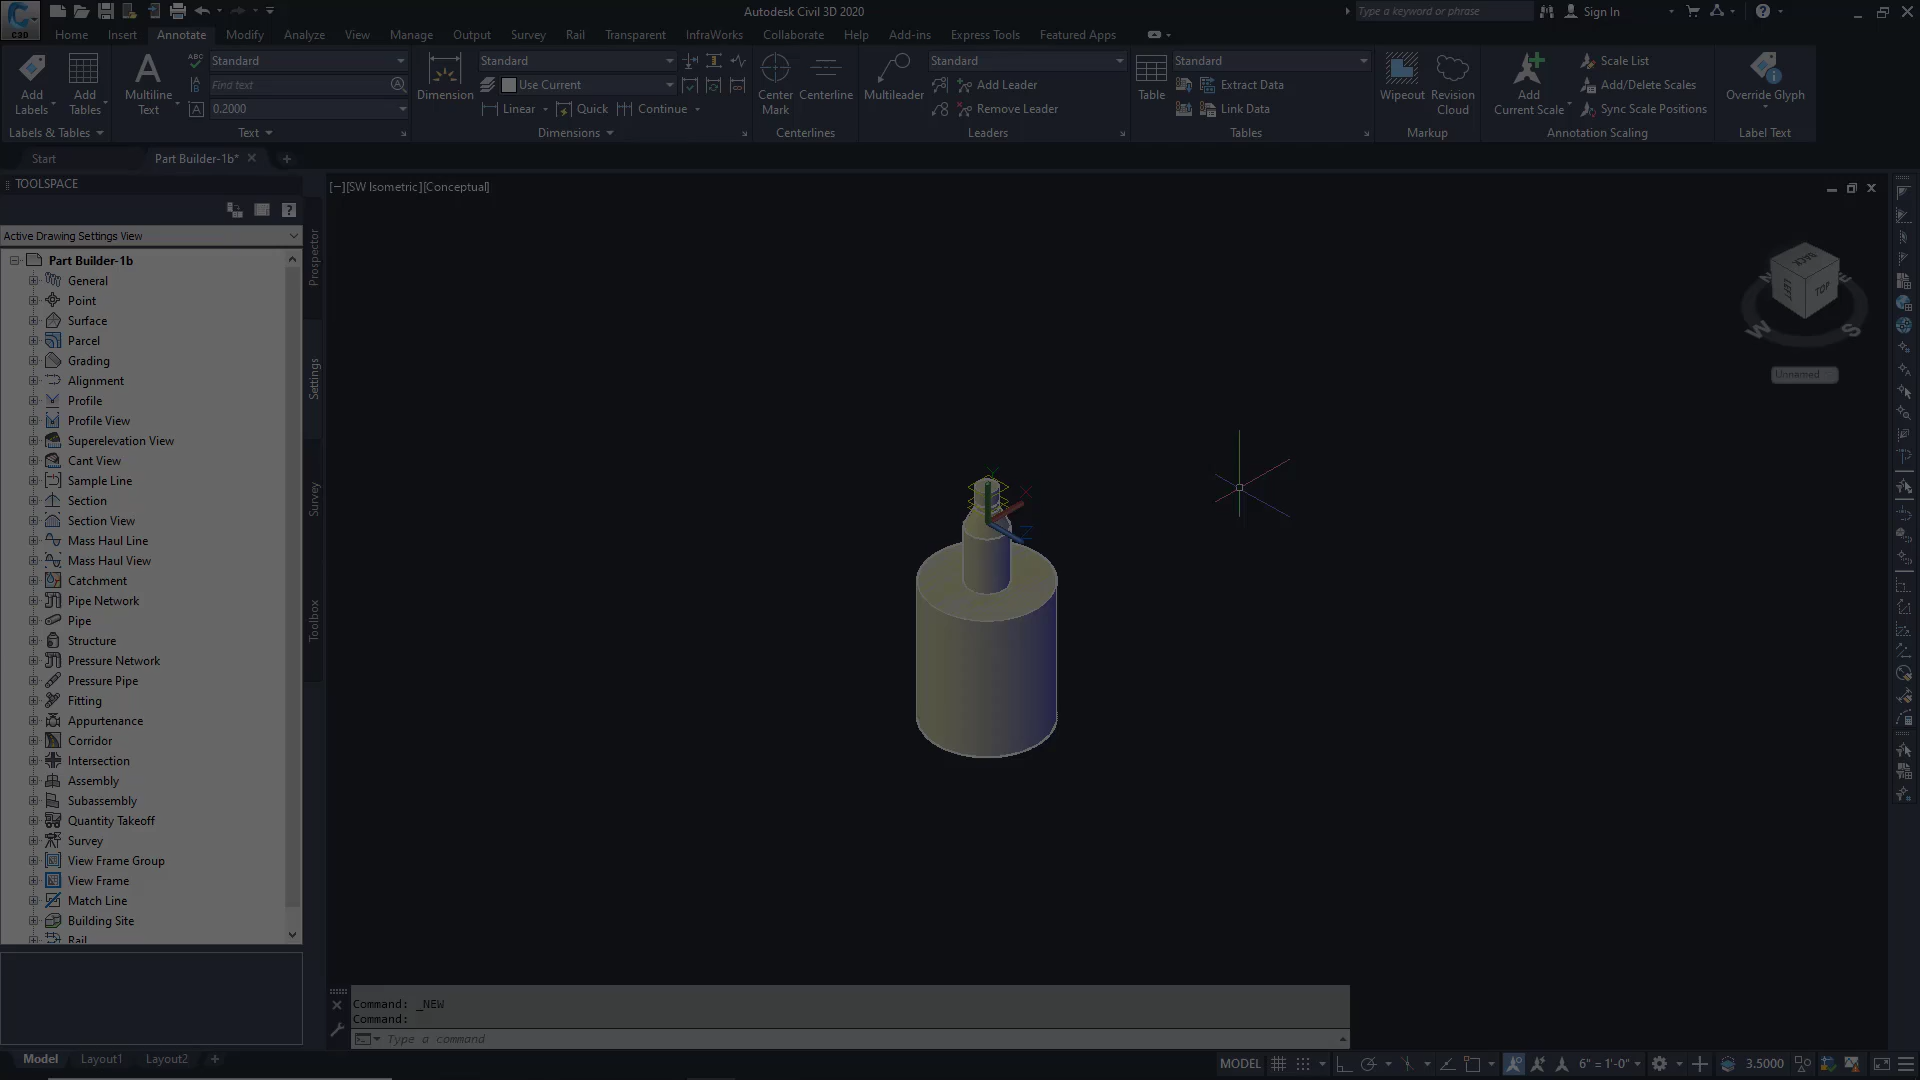 C3D
Autodesk Civil 3D 2020
Type a keyword or phrase
Sign In
Home Insert Annotate Modify Analyze View Manage Output Survey Rail Transparent InfraWorks Collaborate Help Add-ins Express Tools Featured Apps
Add Labels
Add Tables
Labels & Tables
Multiline Text
ABC
Standard
Find text
0.2000
Text
Dimension
Standard
Use Current
Linear Quick Continue
Dimensions
Center Mark
Centerline
Centerlines
Multileader
Standard
Add Leader
Remove Leader
Leaders
Table
Standard
Extract Data
Link Data
Tables
Wipeout
Revision Cloud
Markup
Add Current Scale
Scale List
Add/Delete Scales
Sync Scale Positions
Annotation Scaling
Override Glyph
Label Text
Start
Part Builder-1b*
TOOLSPACE
[−][SW Isometric][Conceptual]
Active Drawing Settings View
Part Builder-1b
General
Point
Surface
Parcel
Grading
Alignment
Profile
Profile View
Superelevation View
Cant View
Sample Line
Section
Section View
Mass Haul Line
Mass Haul View
Catchment
Pipe Network
Pipe
Structure
Pressure Network
Pressure Pipe
Fitting
Appurtenance
Corridor
Intersection
Assembly
Subassembly
Quantity Takeoff
Survey
View Frame Group
View Frame
Match Line
Building Site
Rail
Prospector
Settings
Survey
Toolbox
BACK
TOP
N
E
W
S
Unnamed
Y
X
Z
Command: _NEW
Command:
Type a command
Model Layout1 Layout2
MODEL
6" = 1'-0"
3.5000